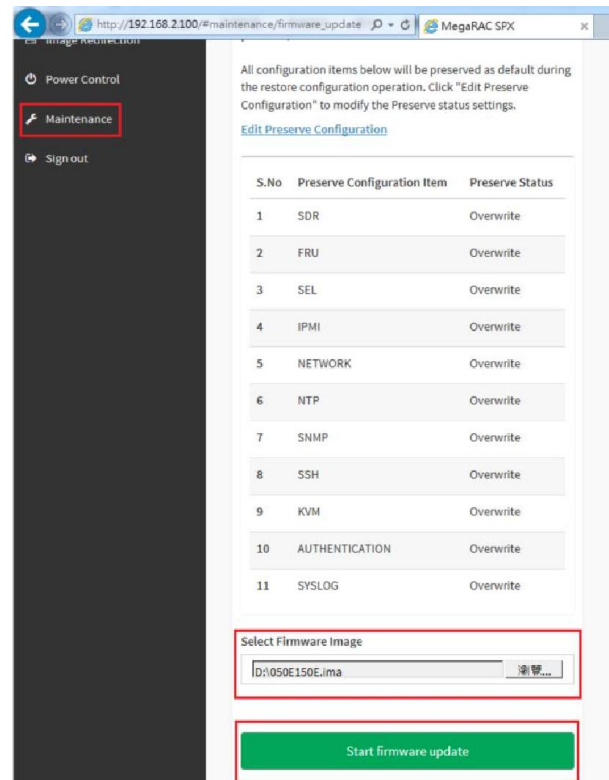 http://192.168.2.100/#maintenance/firmware_update
MegaRAC SPX
Image Redirection
Power Control
Maintenance
Sign out
All configuration items below will be preserved as default during
the restore configuration operation. Click "Edit Preserve
Configuration" to modify the Preserve status settings.
Edit Preserve Configuration
S.No Preserve Configuration Item Preserve Status
1 SDR Overwrite
2 FRU Overwrite
3 SEL Overwrite
4 IPMI Overwrite
5 NETWORK Overwrite
6 NTP Overwrite
7 SNMP Overwrite
8 SSH Overwrite
9 KVM Overwrite
10 AUTHENTICATION Overwrite
11 SYSLOG Overwrite
Select Firmware Image
D:\050E150E.ima 瀏覽...
Start firmware update